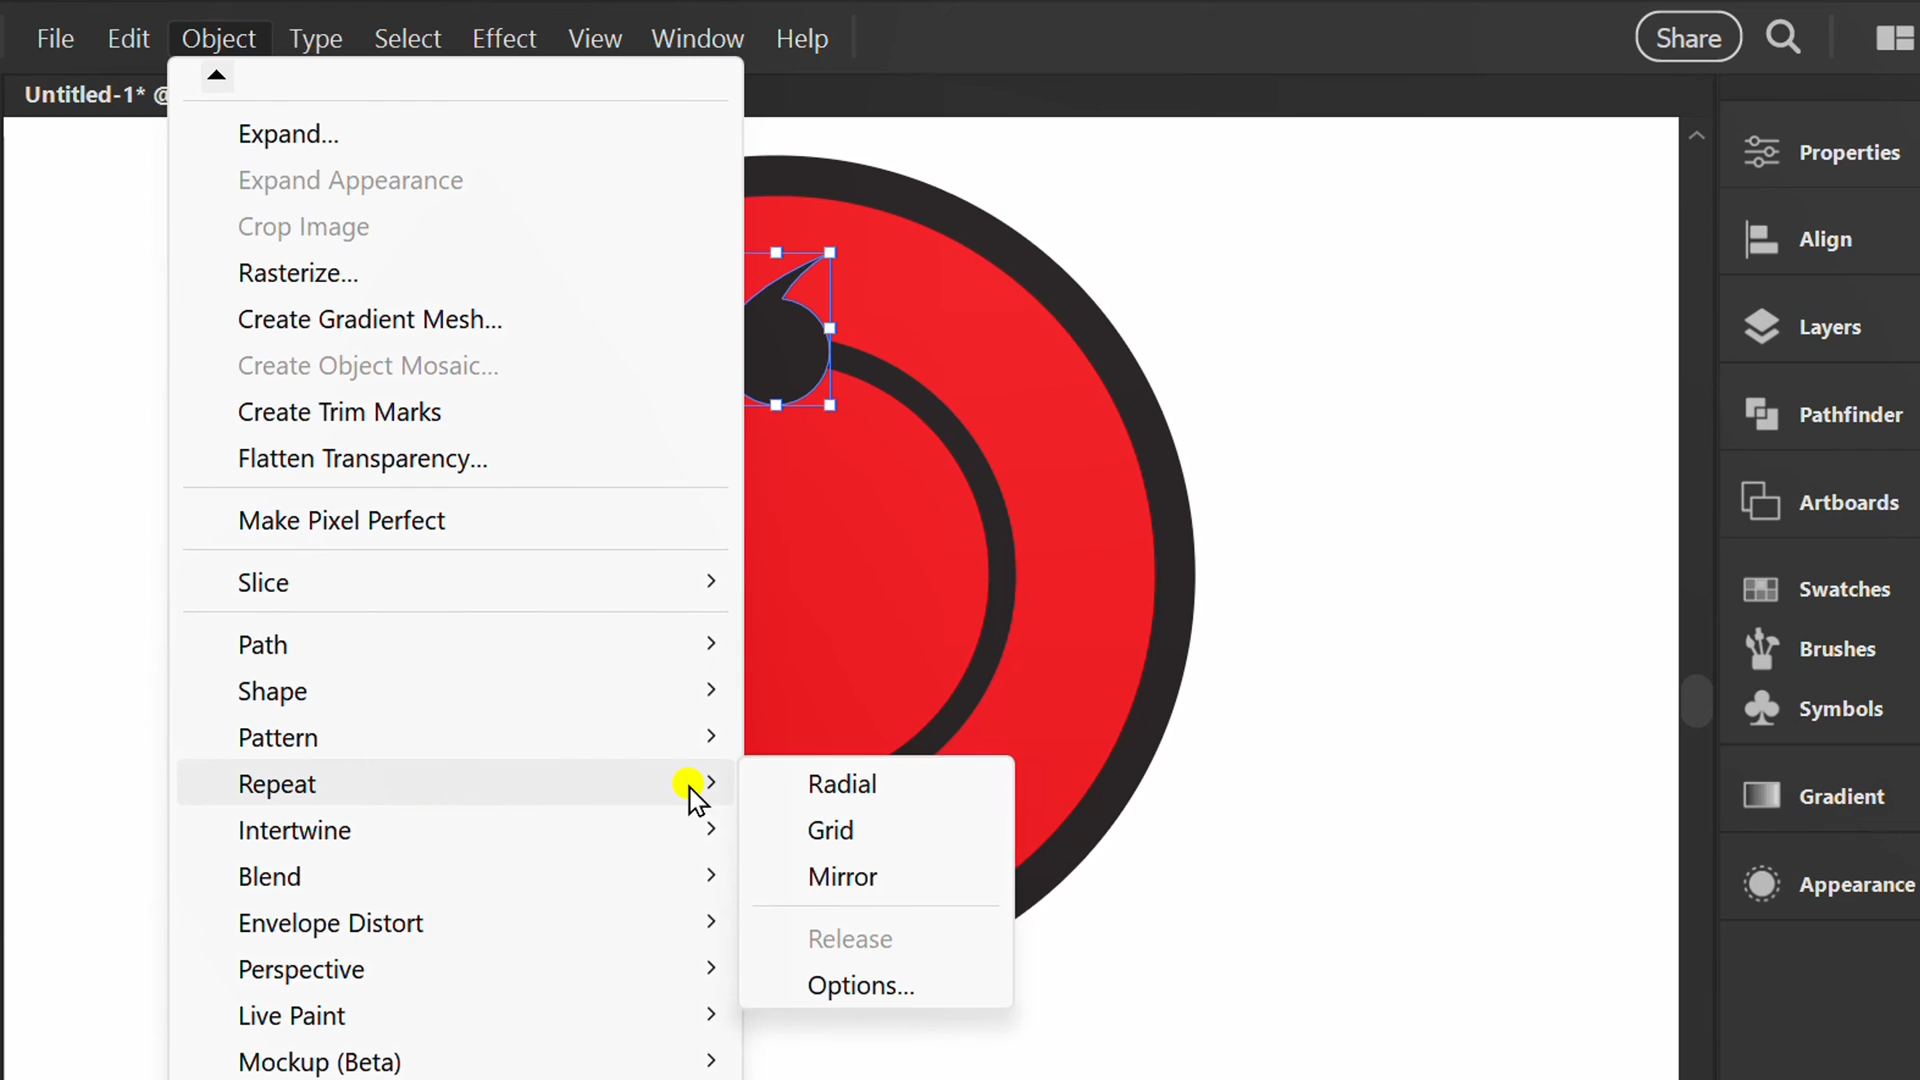 File Edit Object Type Select Effect View Window Help Share
Untitled-1* @
Expand...
Expand Appearance
Crop Image
Rasterize...
Create Gradient Mesh...
Create Object Mosaic...
Create Trim Marks
Flatten Transparency...
Make Pixel Perfect
Slice
Path
Shape
Pattern
Repeat
Intertwine
Blend
Envelope Distort
Perspective
Live Paint
Mockup (Beta)
Radial
Grid
Mirror
Release
Options...
Properties
Align
Layers
Pathfinder
Artboards
Swatches
Brushes
Symbols
Gradient
Appearance